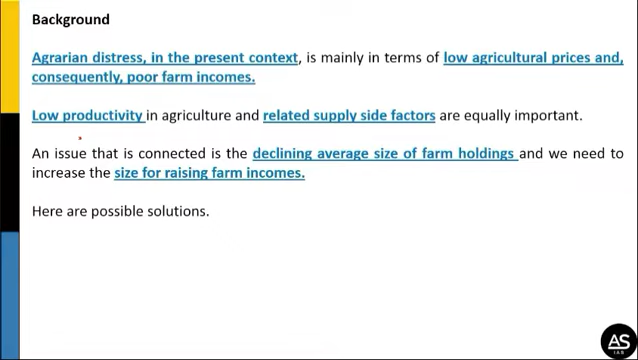 Background
Agrarian distress, in the present context, is mainly in terms of low agricultural prices and,
consequently, poor farm incomes.
Low productivity in agriculture and related supply side factors are equally important.
An issue that is connected is the declining average size of farm holdings and we need to
increase the size for raising farm incomes.
Here are possible solutions.
AS
IAS